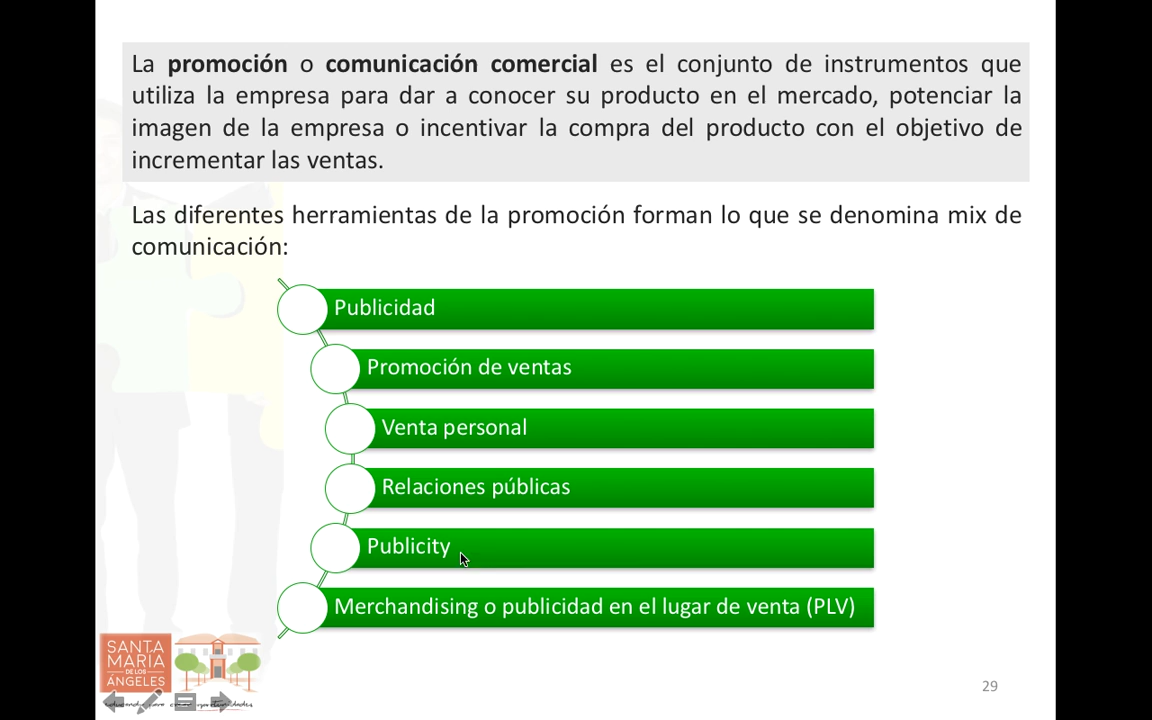 La promoción o comunicación comercial es el conjunto de instrumentos que
utiliza la empresa para dar a conocer su producto en el mercado, potenciar la
imagen de la empresa o incentivar la compra del producto con el objetivo de
incrementar las ventas.
Las diferentes herramientas de la promoción forman lo que se denomina mix de
comunicación:
Publicidad
Promoción de ventas
Venta personal
Relaciones públicas
Publicity
Merchandising o publicidad en el lugar de venta (PLV)
SANTA
MARIA
DE LOS
ÁNGELES
29